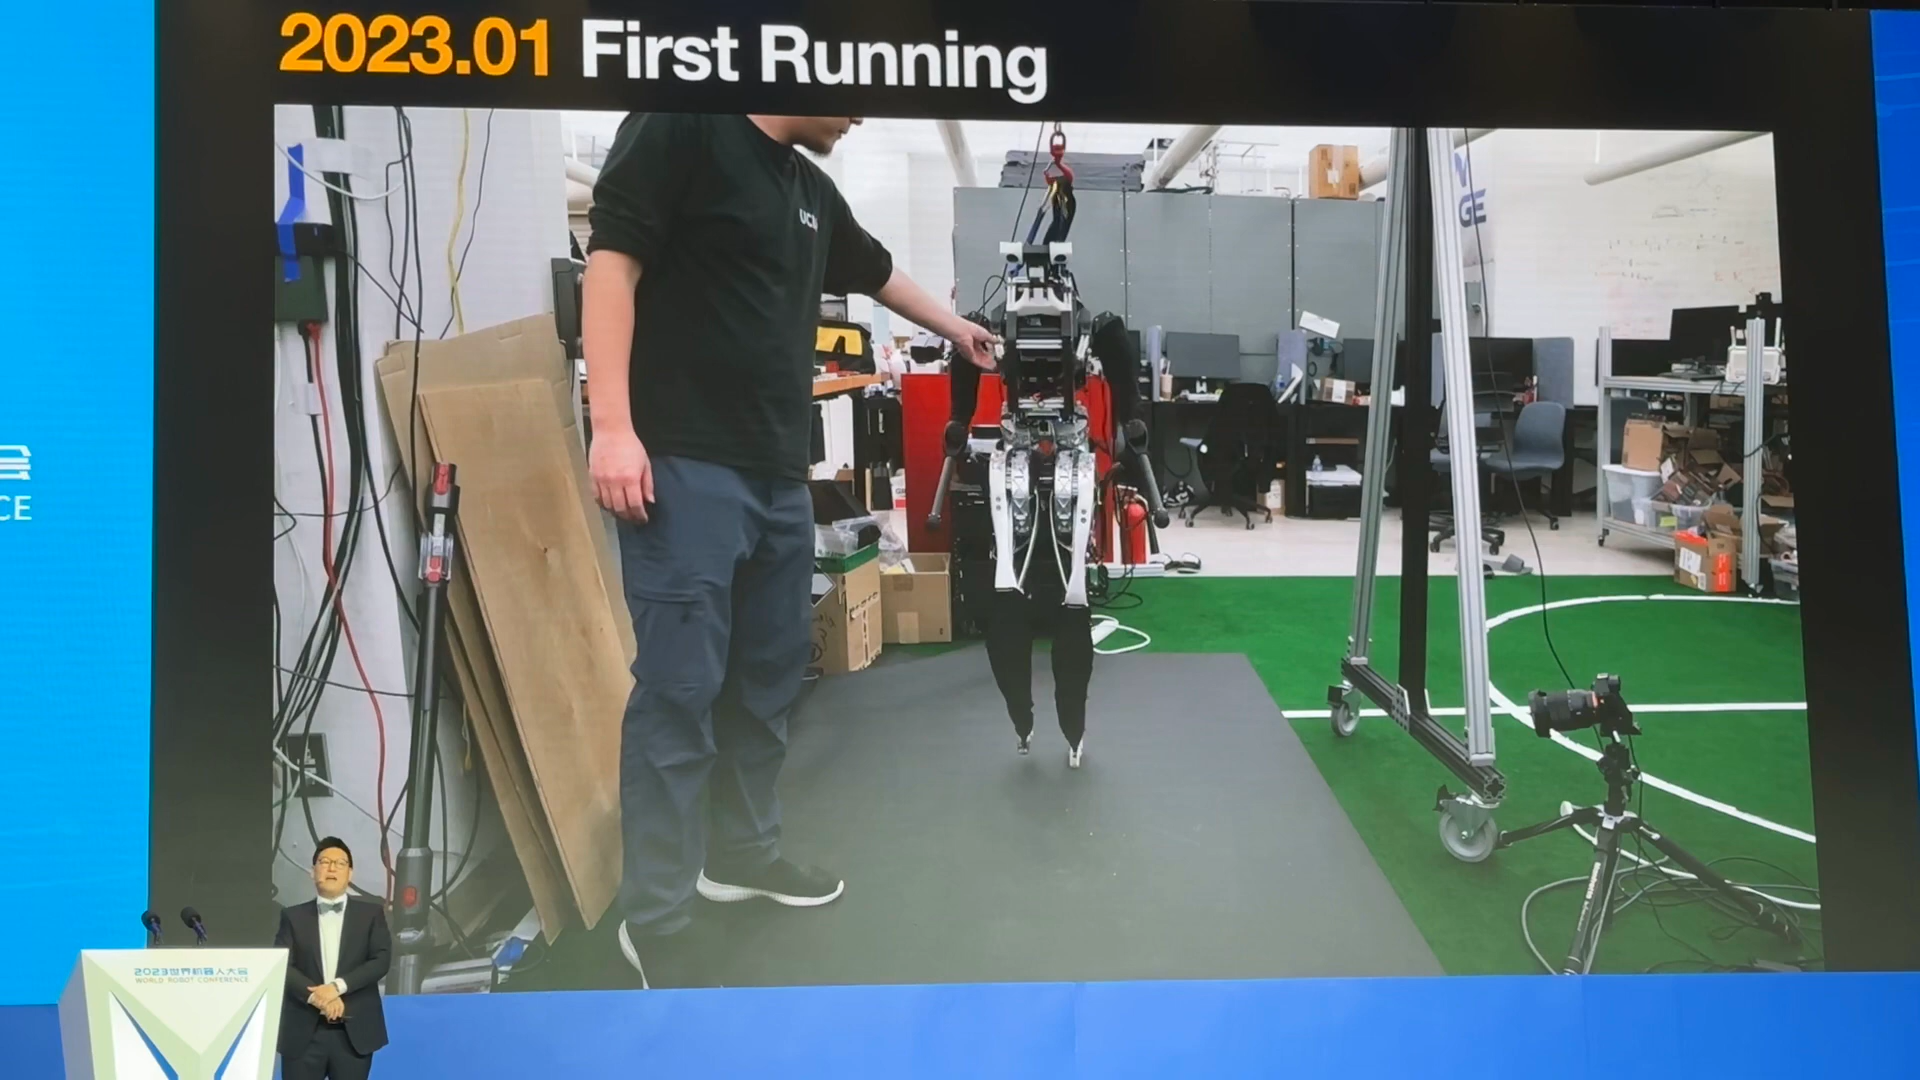 2023.01 First Running
UCLA
GE
CE
2023世界机器人大会
WORLD ROBOT CONFERENCE